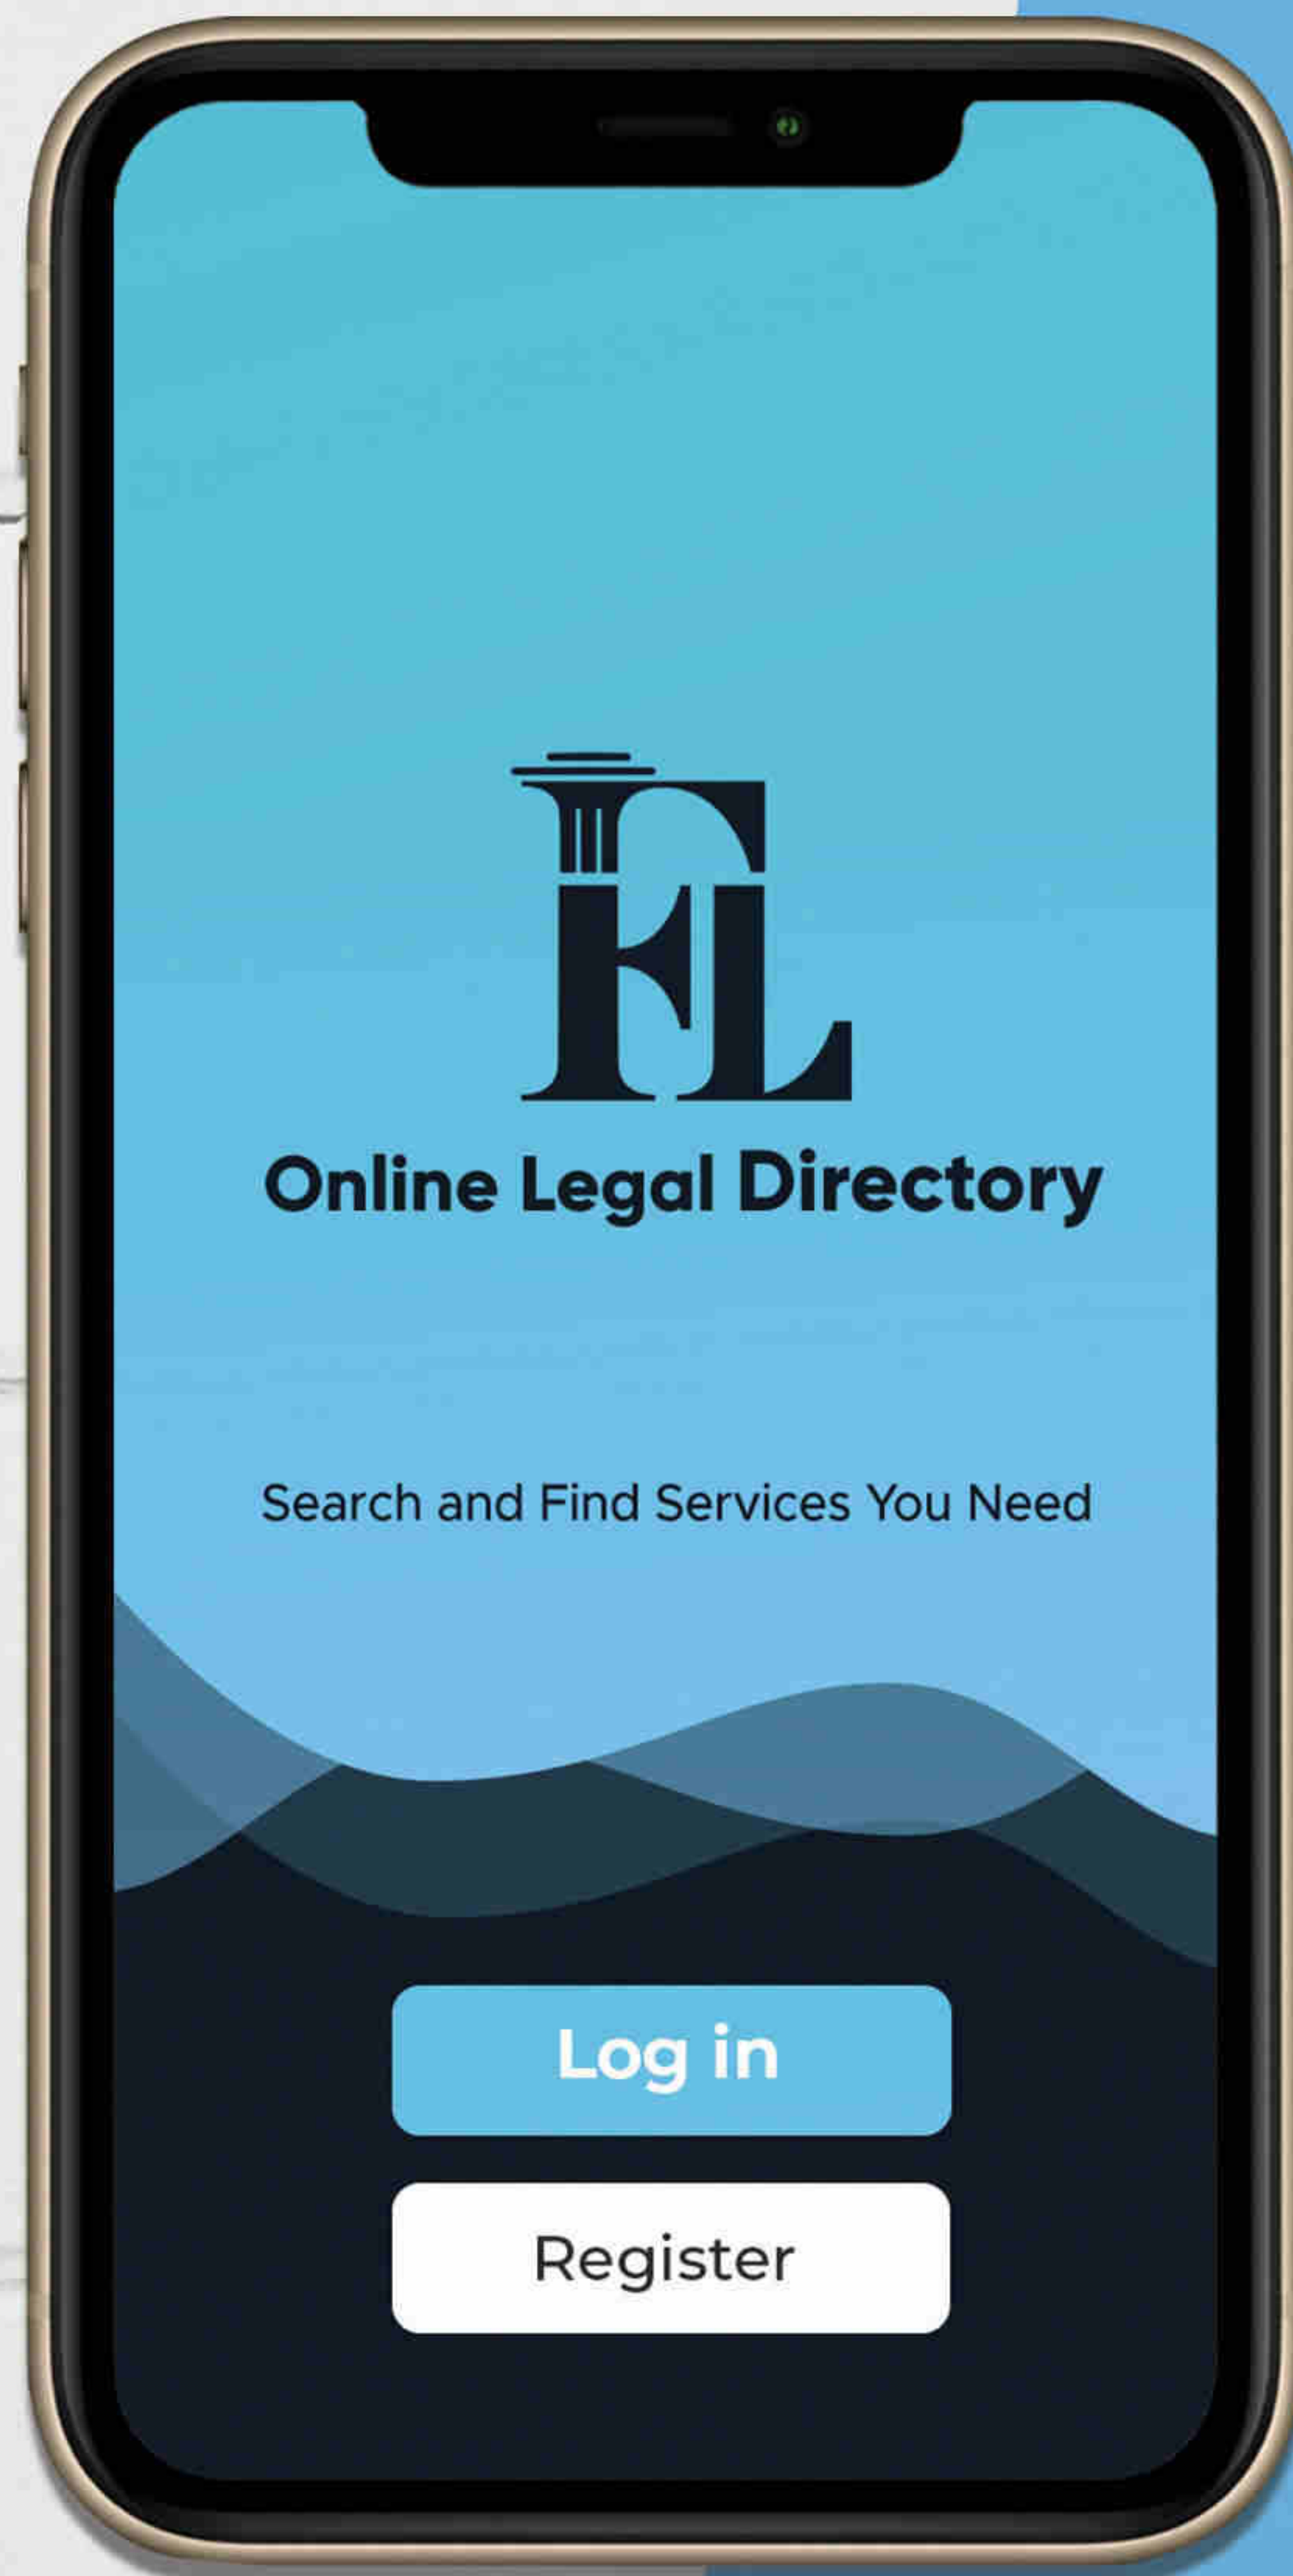 FL
Online Legal Directory
Search and Find Services You Need
Log in
Register